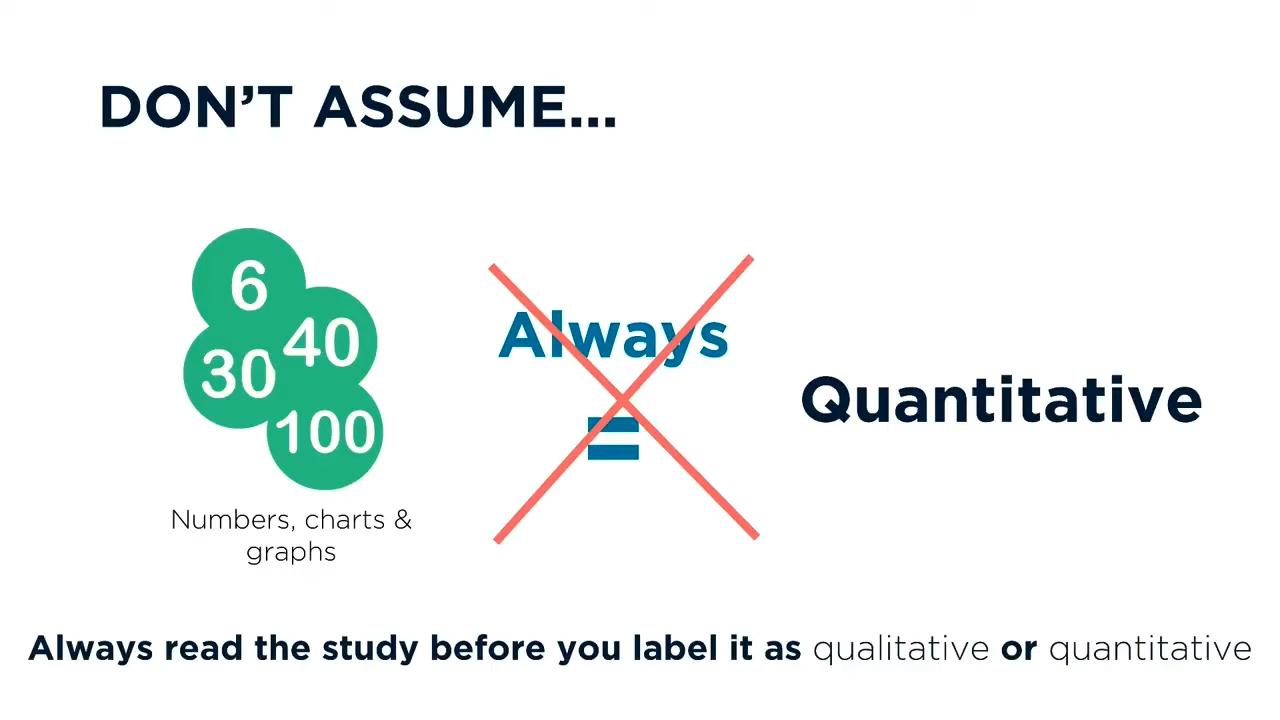 DON'T ASSUME...
6
40
30
100
Numbers, charts &
graphs
Always
=
Quantitative
Always read the study before you label it as qualitative or quantitative